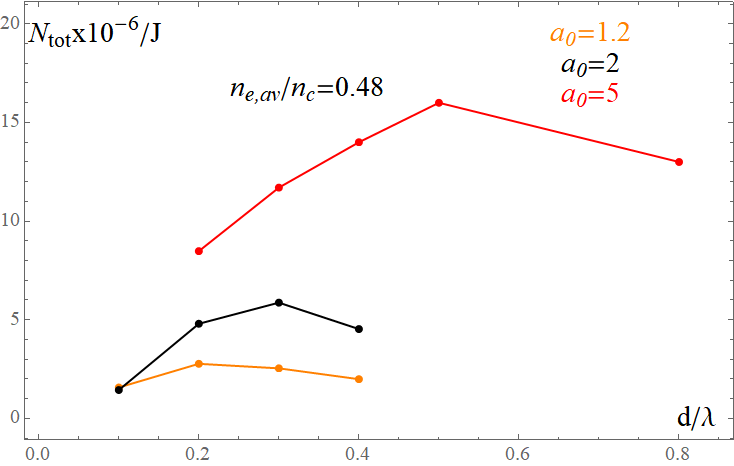 20
N_tot x10^−6/J
a_0=1.2
a_0=2
n_e,av/n_c=0.48
a_0=5
15
10
5
0
d/λ
0.0 0.2 0.4 0.6 0.8